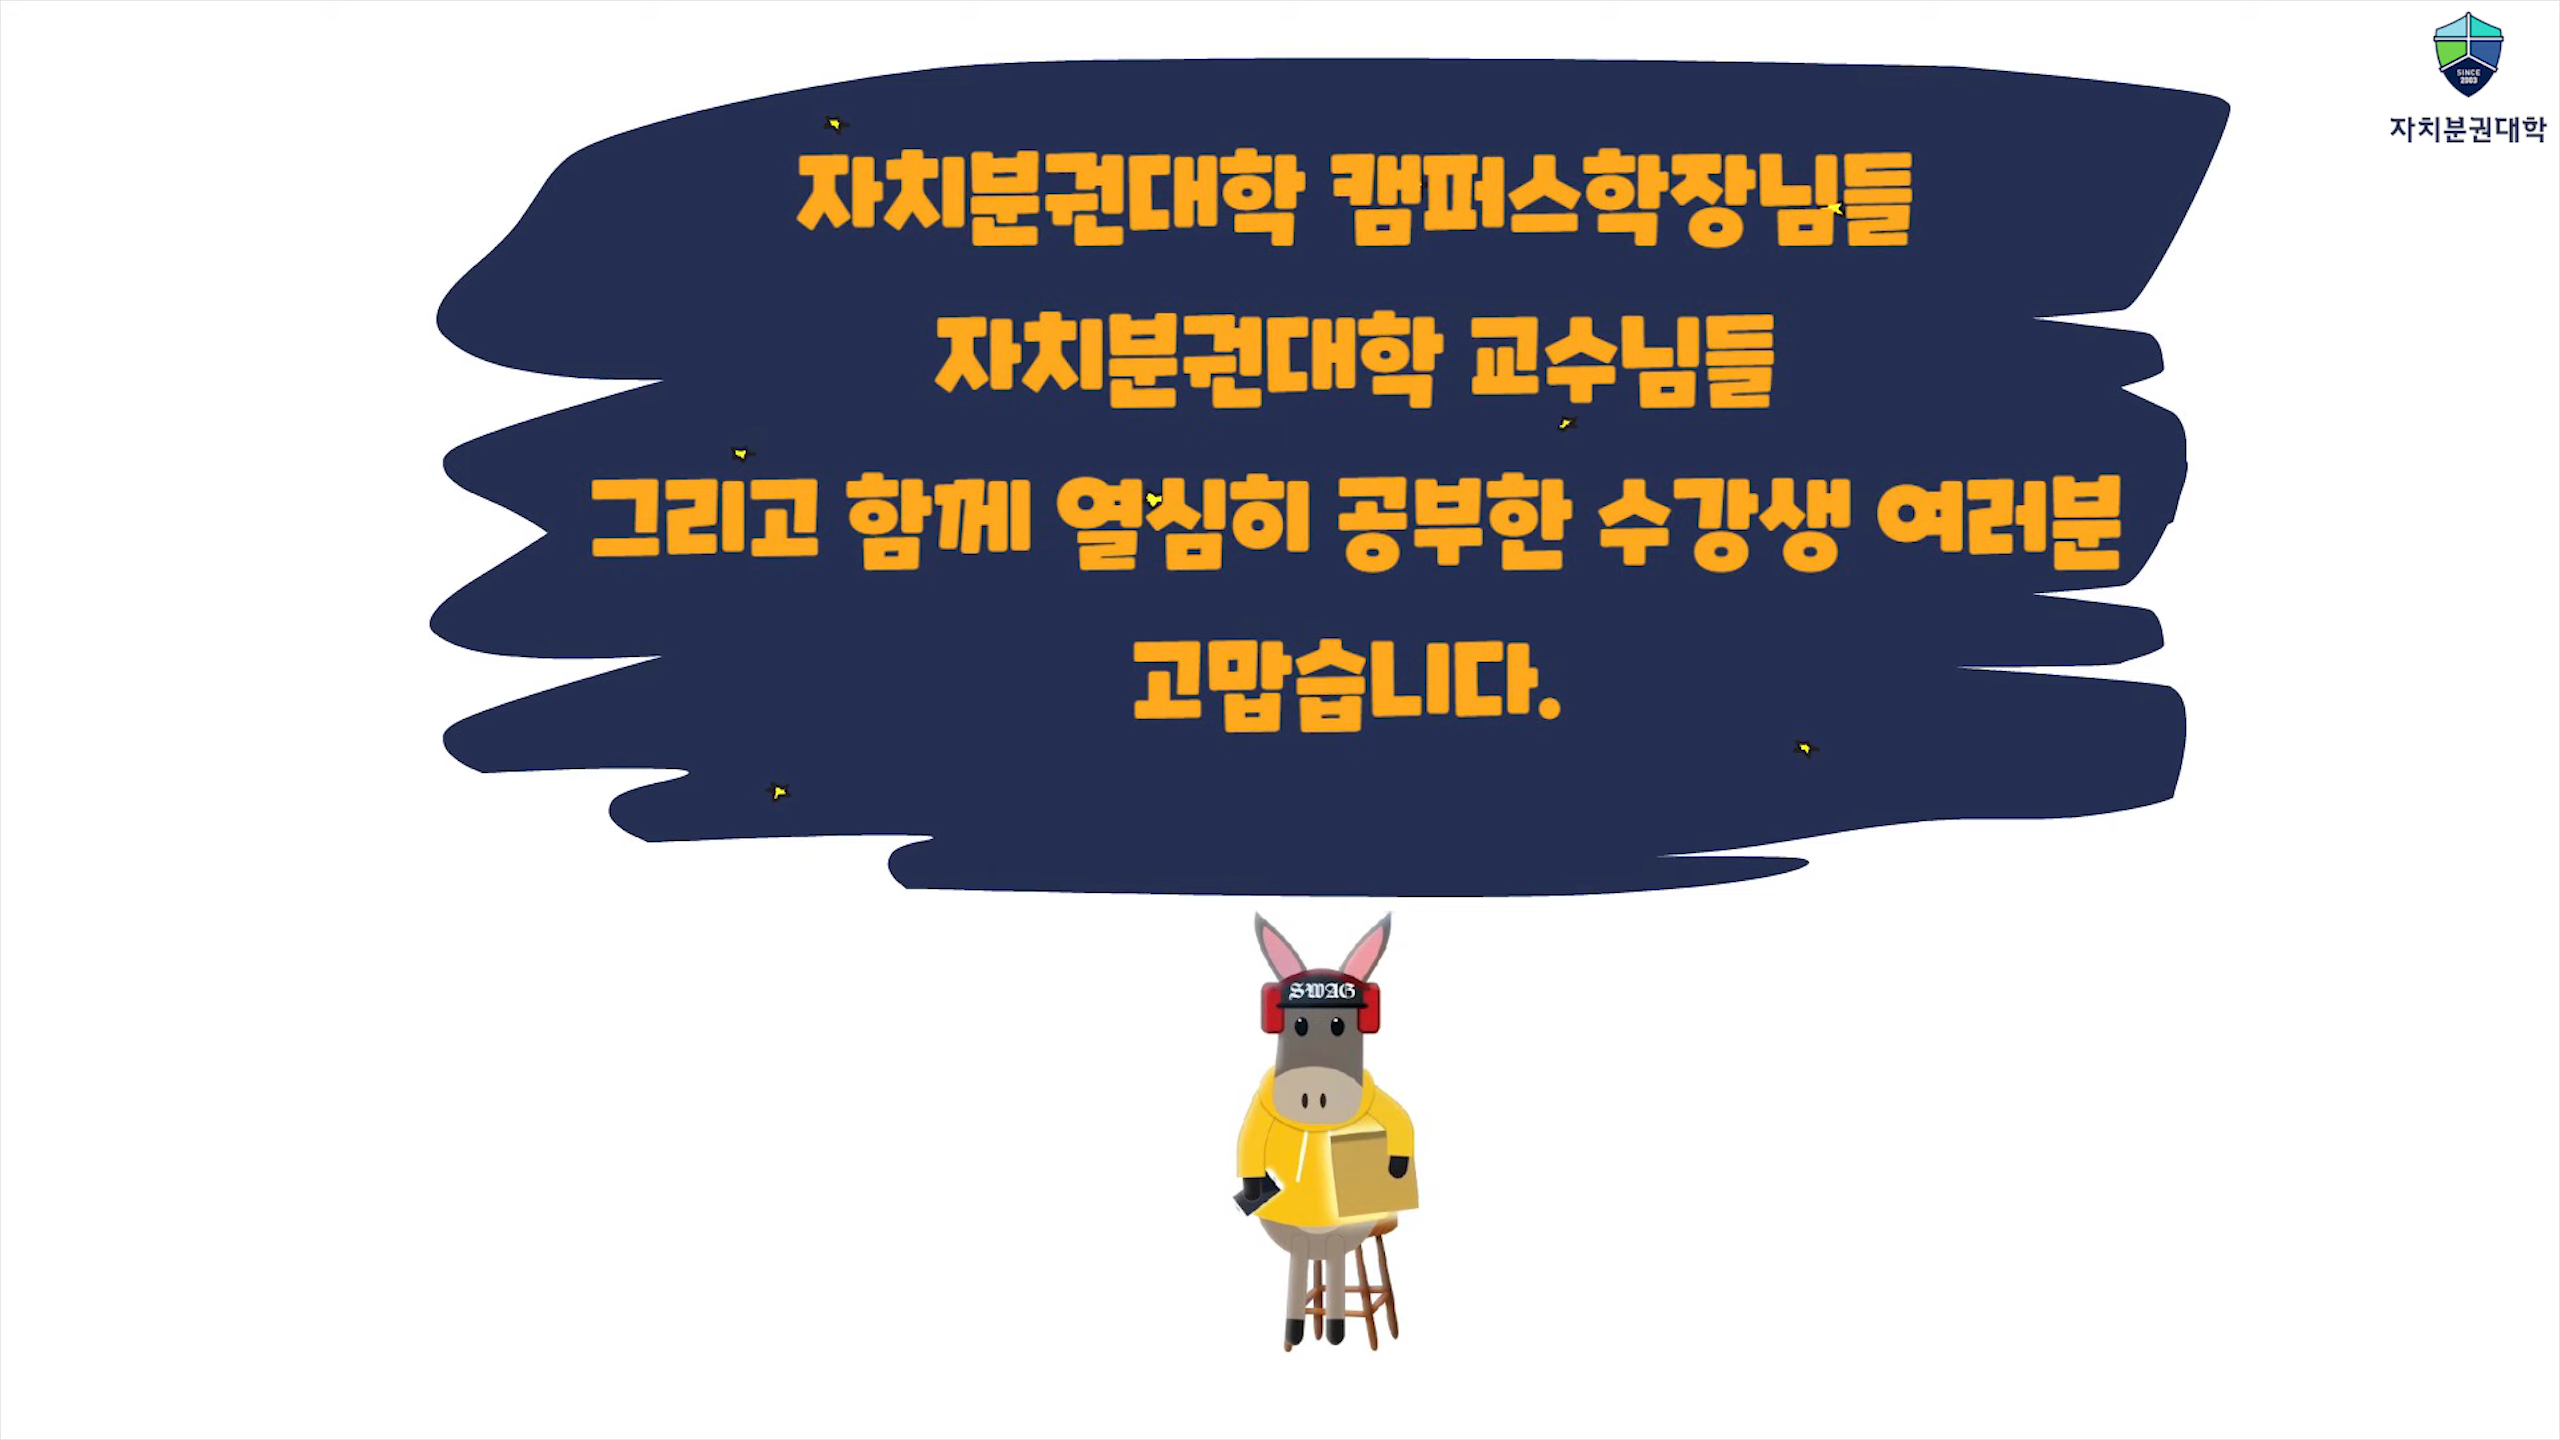 SINCE
2003
자치분권대학
자치분권대학 캠퍼스학장님들
자치분권대학 교수님들
그리고 함께 열심히 공부한 수강생 여러분
고맙습니다.
SWAG